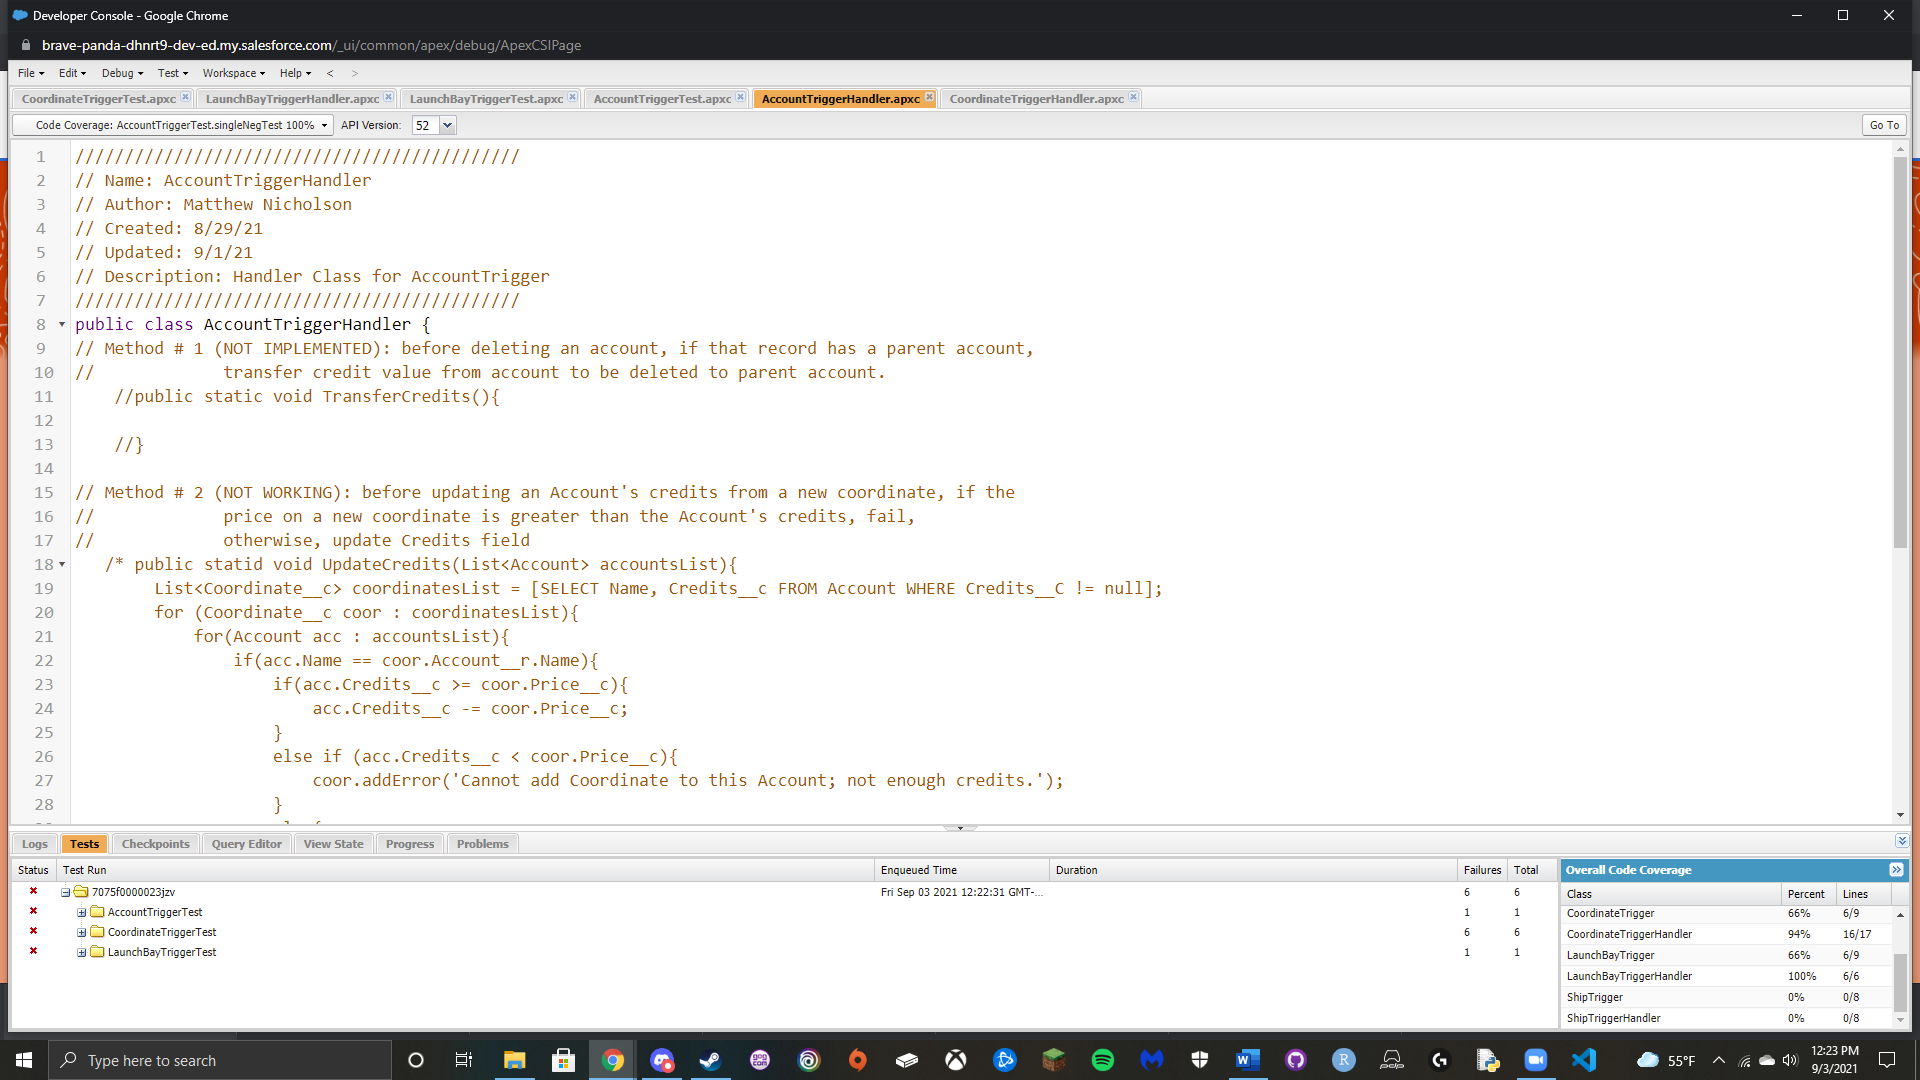 Developer Console - Google Chrome
brave-panda-dhnrt9-dev-ed.my.salesforce.com/_ui/common/apex/debug/ApexCSIPage
File Edit Debug Test Workspace Help < >
CoordinateTriggerTest.apxc LaunchBayTriggerHandler.apxc LaunchBayTriggerTest.apxc AccountTriggerTest.apxc AccountTriggerHandler.apxc CoordinateTriggerHandler.apxc
Code Coverage: AccountTriggerTest.singleNegTest 100% API Version: 52 Go To
1 /////////////////////////////////////////////
2 // Name: AccountTriggerHandler
3 // Author: Matthew Nicholson
4 // Created: 8/29/21
5 // Updated: 9/1/21
6 // Description: Handler Class for AccountTrigger
7 /////////////////////////////////////////////
8 public class AccountTriggerHandler {
9 // Method # 1 (NOT IMPLEMENTED): before deleting an account, if that record has a parent account,
10 // transfer credit value from account to be deleted to parent account.
11 //public static void TransferCredits(){
12
13 //}
14
15 // Method # 2 (NOT WORKING): before updating an Account's credits from a new coordinate, if the
16 // price on a new coordinate is greater than the Account's credits, fail,
17 // otherwise, update Credits field
18 /* public statid void UpdateCredits(List<Account> accountsList){
19 List<Coordinate__c> coordinatesList = [SELECT Name, Credits__c FROM Account WHERE Credits__C != null];
20 for (Coordinate__c coor : coordinatesList){
21 for(Account acc : accountsList){
22 if(acc.Name == coor.Account__r.Name){
23 if(acc.Credits__c >= coor.Price__c){
24 acc.Credits__c -= coor.Price__c;
25 }
26 else if (acc.Credits__c < coor.Price__c){
27 coor.addError('Cannot add Coordinate to this Account; not enough credits.');
28 }
Logs Tests Checkpoints Query Editor View State Progress Problems
Status Test Run Enqueued Time Duration Failures Total
7075f0000023jzv Fri Sep 03 2021 12:22:31 GMT-... 6 6
AccountTriggerTest 1 1
CoordinateTriggerTest 6 6
LaunchBayTriggerTest 1 1
Overall Code Coverage
Class Percent Lines
CoordinateTrigger 66% 6/9
CoordinateTriggerHandler 94% 16/17
LaunchBayTrigger 66% 6/9
LaunchBayTriggerHandler 100% 6/6
ShipTrigger 0% 0/8
ShipTriggerHandler 0% 0/8
Type here to search
55°F
12:23 PM
9/3/2021